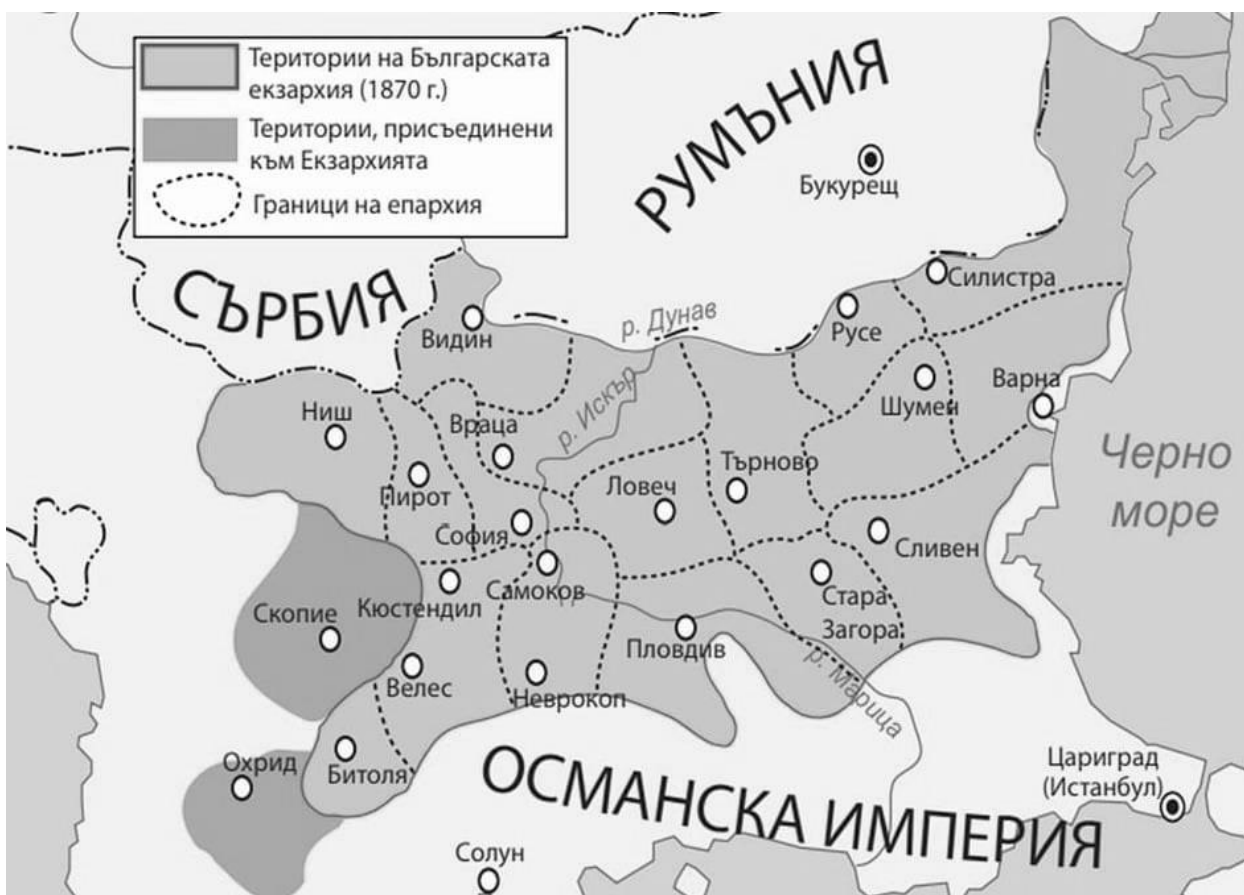 Територии на Българската
екзархия (1870 г.)
Територии, присъединени
към Екзархията
Граници на епархия
РУМЪНИЯ
Букурещ
СЪРБИЯ
Силистра
р. Дунав
Русе
Видин
р. Искър
Варна
Шумен
Ниш
Враца
Черно
море
Търново
Ловеч
Пирот
София
Сливен
Самоков
Кюстендил
Стара
Загора
Скопие
Пловдив
р. Марица
Велес
Неврокоп
Охрид
Битоля
ОСМАНСКА ИМПЕРИЯ
Цариград
(Истанбул)
Солун